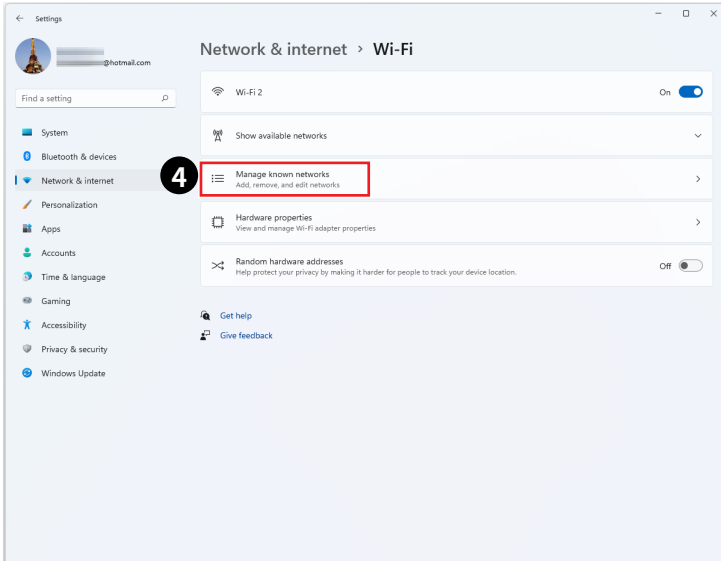 Settings
@hotmail.com
Find a setting
System
Bluetooth & devices
Network & internet
Personalization
Apps
Accounts
Time & language
Gaming
Accessibility
Privacy & security
Windows Update
Network & internet > Wi-Fi
Wi-Fi 2
On
Show available networks
4
Manage known networks
Add, remove, and edit networks
Hardware properties
View and manage Wi-Fi adapter properties
Random hardware addresses
Help protect your privacy by making it harder for people to track your device location.
Off
Get help
Give feedback